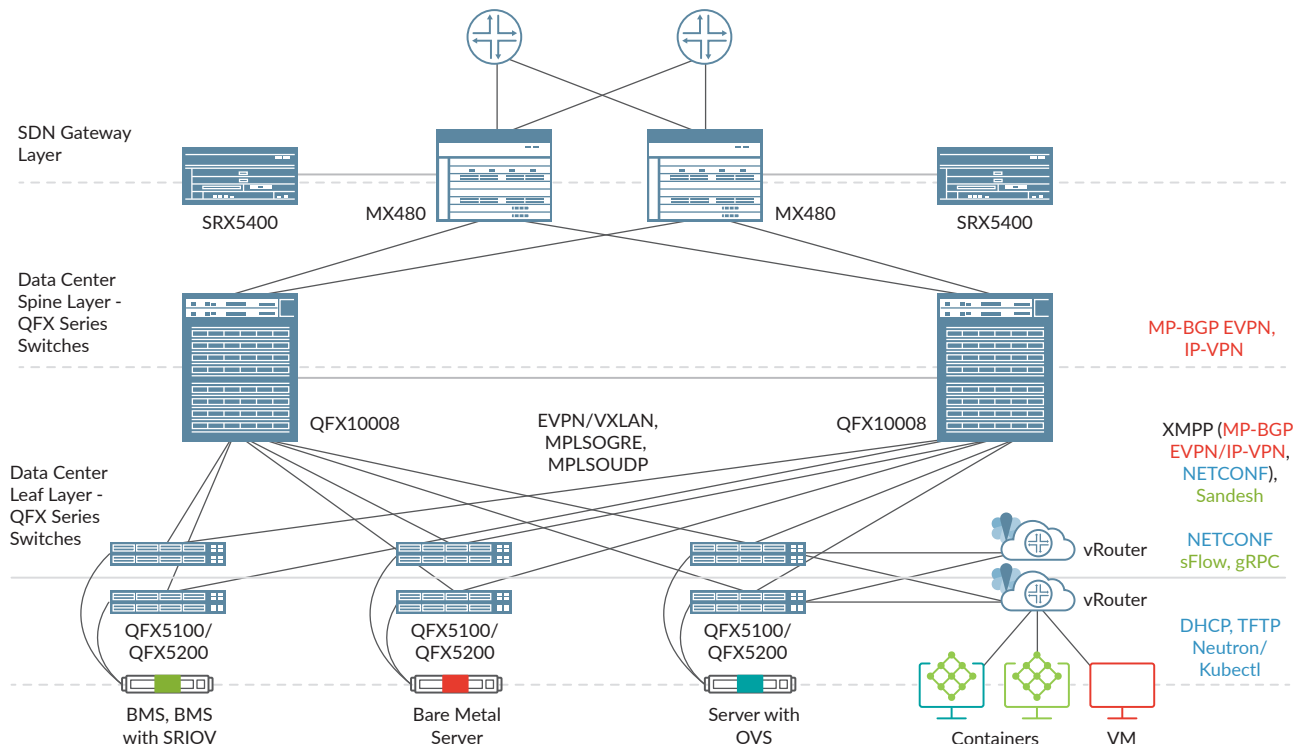 SDN Gateway
Layer
SRX5400
MX480
MX480
SRX5400
Data Center
Spine Layer -
QFX Series
Switches
MP-BGP EVPN,
IP-VPN
QFX10008
EVPN/VXLAN,
MPLSOGRE,
MPLSOUDP
QFX10008
XMPP (MP-BGP
EVPN/IP-VPN,
NETCONF),
Sandesh
Data Center
Leaf Layer -
QFX Series
Switches
vRouter
NETCONF
sFlow, gRPC
vRouter
QFX5100/
QFX5200
QFX5100/
QFX5200
QFX5100/
QFX5200
DHCP, TFTP
Neutron/
Kubectl
BMS, BMS
with SRIOV
Bare Metal
Server
Server with
OVS
Containers
VM